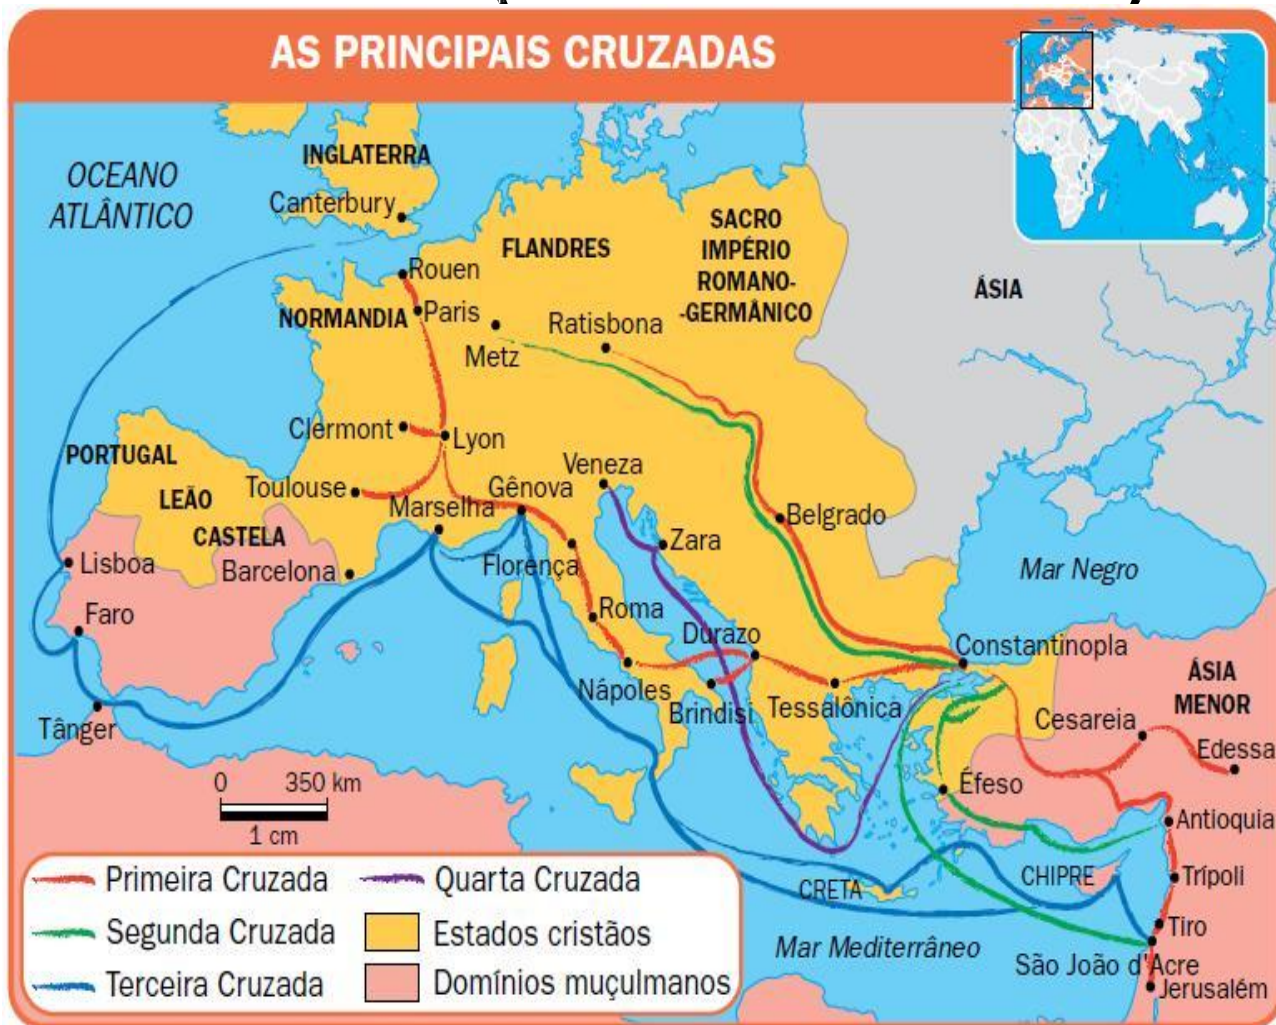 AS PRINCIPAIS CRUZADAS
OCEANO
ATLÂNTICO
INGLATERRA
Canterbury
FLANDRES
SACRO
IMPÉRIO
ROMANO-
-GERMÂNICO
ÁSIA
Rouen
NORMANDIA
Paris
Metz
Ratisbona
Clermont
Lyon
PORTUGAL
LEÃO
CASTELA
Toulouse
Marselha
Gênova
Veneza
Zara
Belgrado
Mar Negro
Lisboa
Barcelona
Florença
Faro
Roma
Durazo
Constantinopla
Nápoles
Brindisi
Tessalônica
ÁSIA
MENOR
Tânger
Cesareia
Edessa
0 350 km
1 cm
Éfeso
Antioquia
CRETA
CHIPRE
Trípoli
Tiro
Mar Mediterrâneo
São João d'Acre
Jerusalém
Primeira Cruzada
Segunda Cruzada
Terceira Cruzada
Quarta Cruzada
Estados cristãos
Domínios muçulmanos